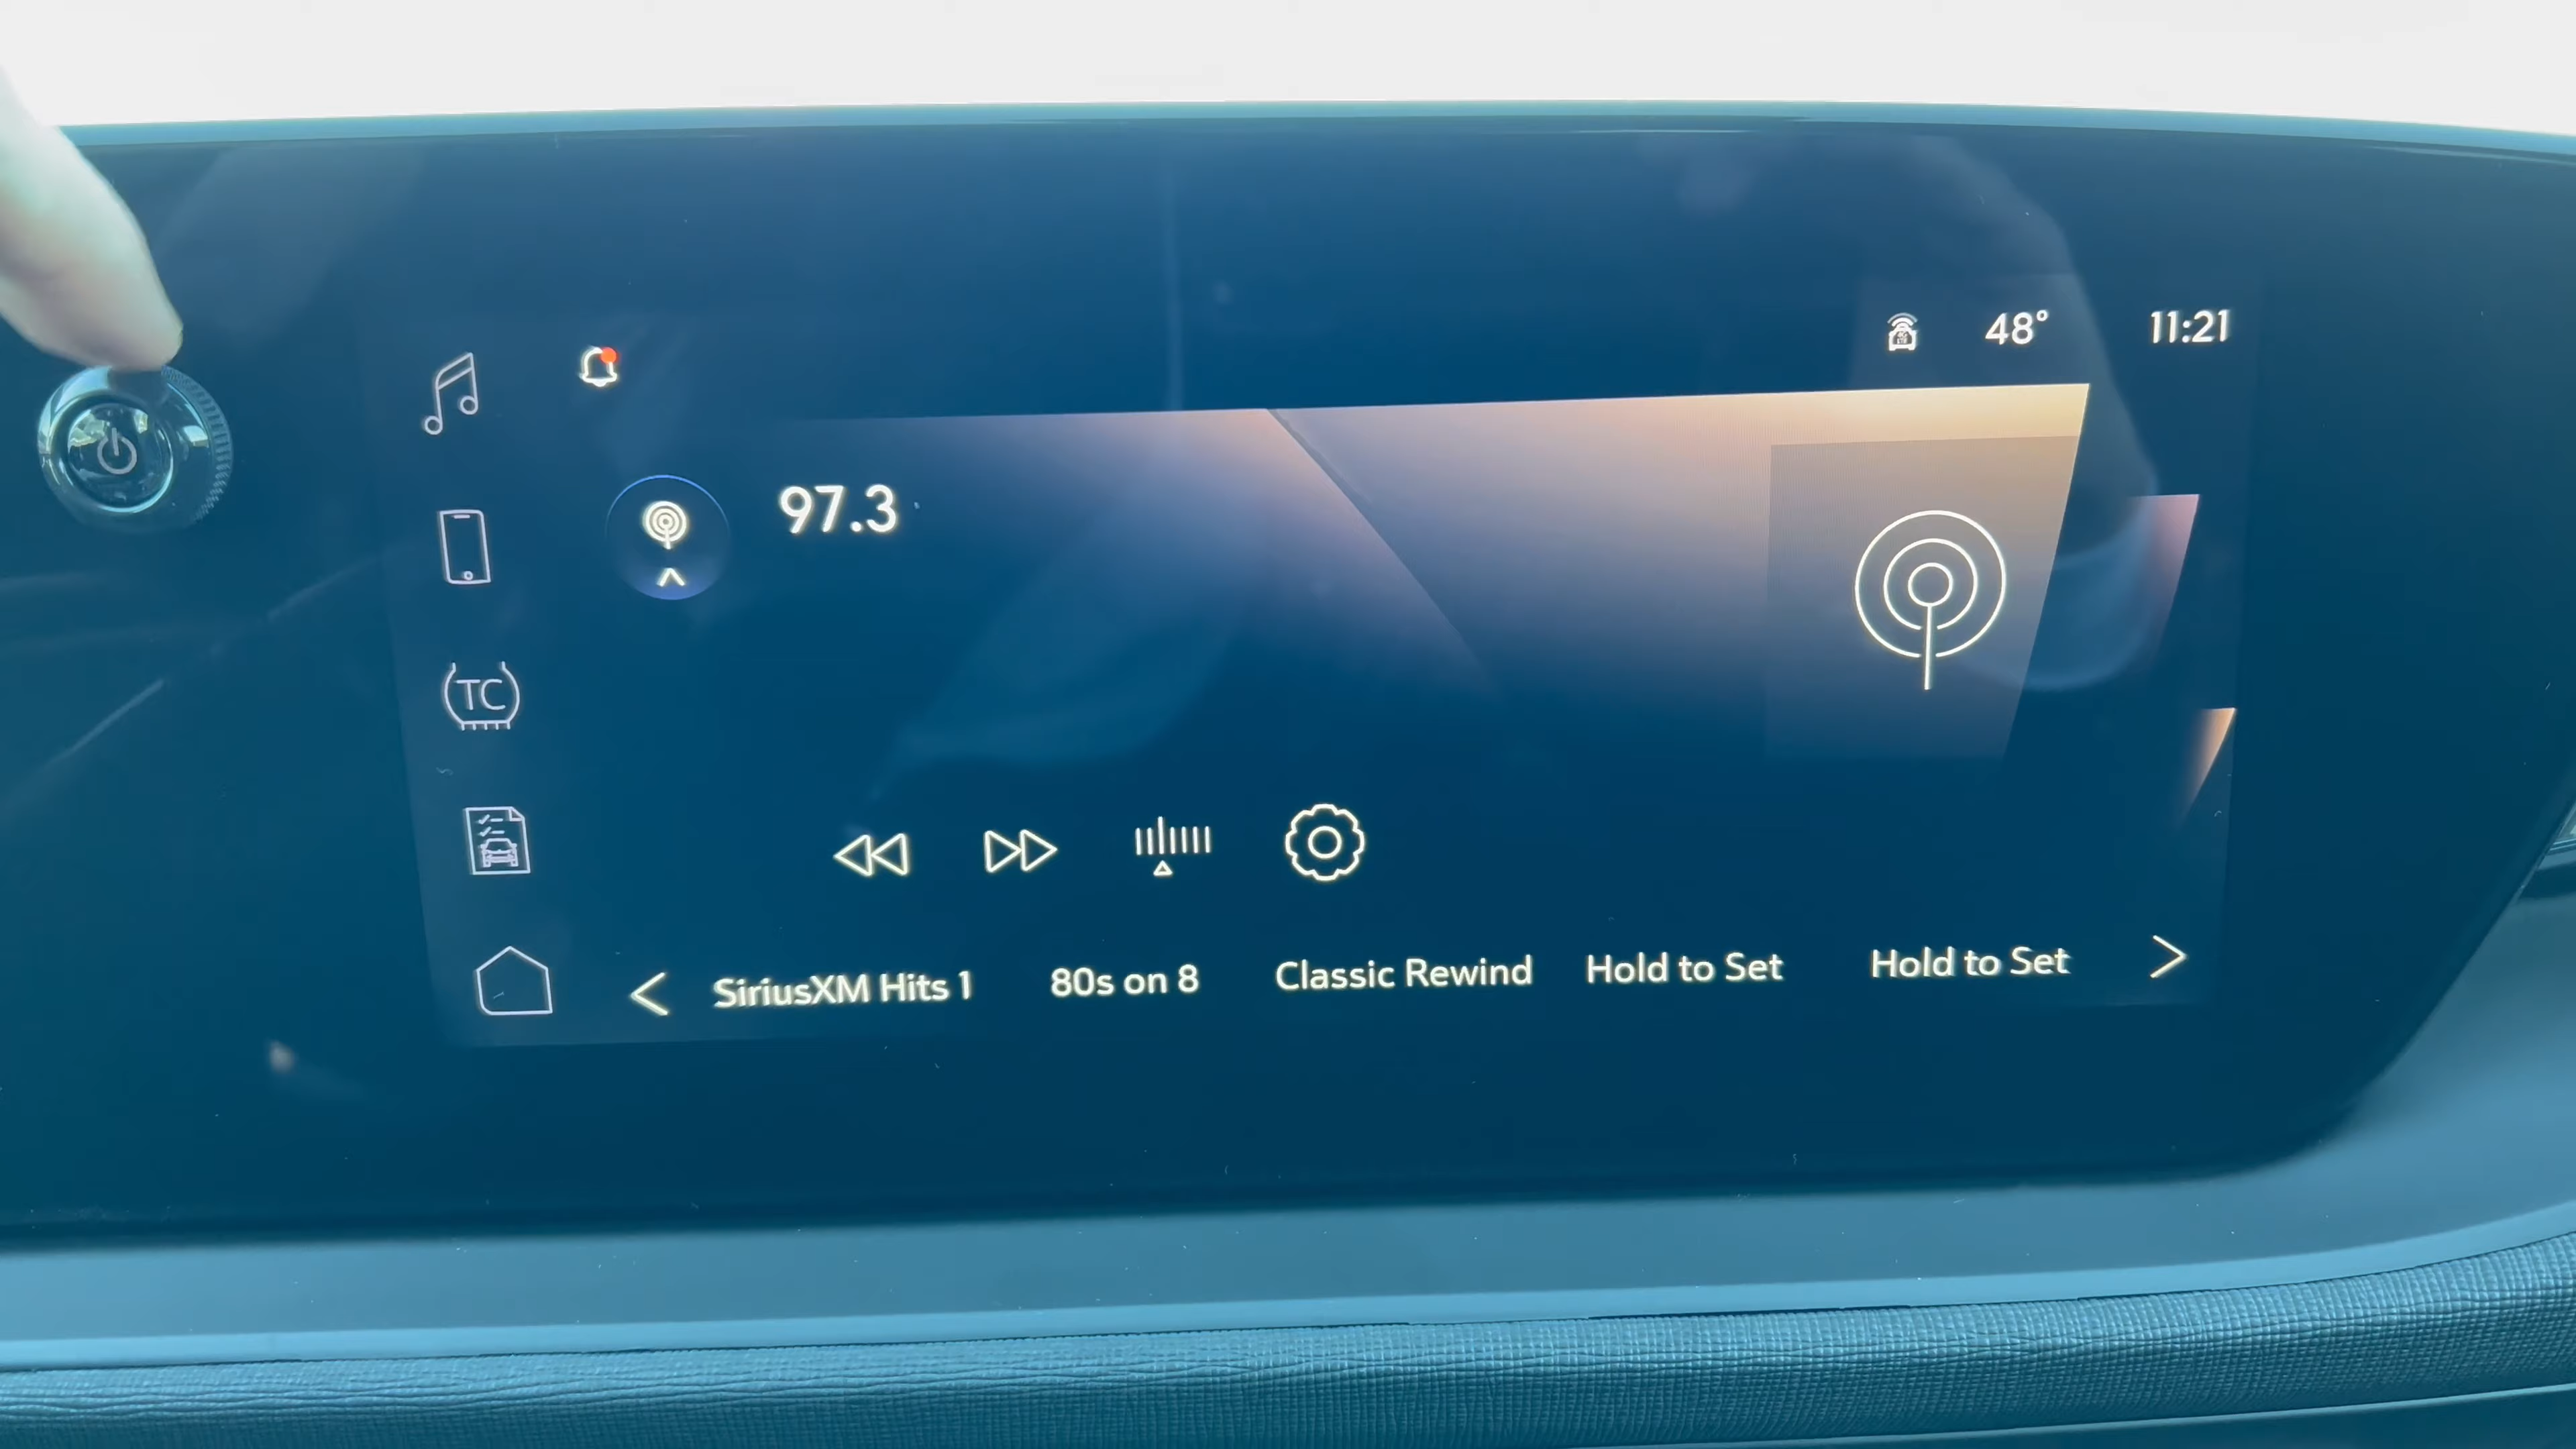 48° 11:21
97.3
TC
SiriusXM Hits 1 80s on 8 Classic Rewind Hold to Set Hold to Set